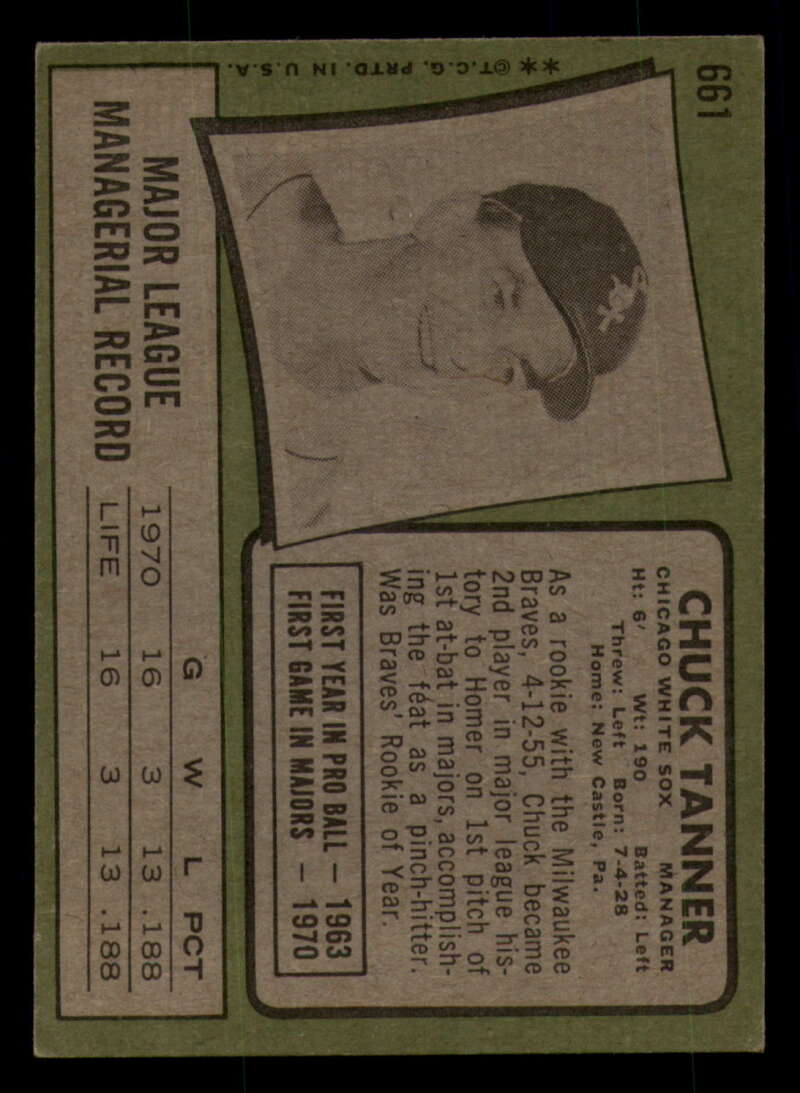 661
**©T.C.G. PRTD. IN U.S.A.
CHUCK TANNER
CHICAGO WHITE SOX MANAGER
Ht: 6' Wt: 190 Batted: Left
Threw: Left Born: 7-4-28
Home: New Castle, Pa.
As a rookie with the Milwaukee
Braves, 4-12-55, Chuck became
2nd player in major league his-
tory to Homer on 1st pitch of
1st at-bat in majors, accomplish-
ing the feat as a pinch-hitter.
Was Braves' Rookie of Year.
FIRST YEAR IN PRO BALL — 1963
FIRST GAME IN MAJORS — 1970
MAJOR LEAGUE
MANAGERIAL RECORD
G W L PCT
1970 16 3 13 .188
LIFE 16 3 13 .188